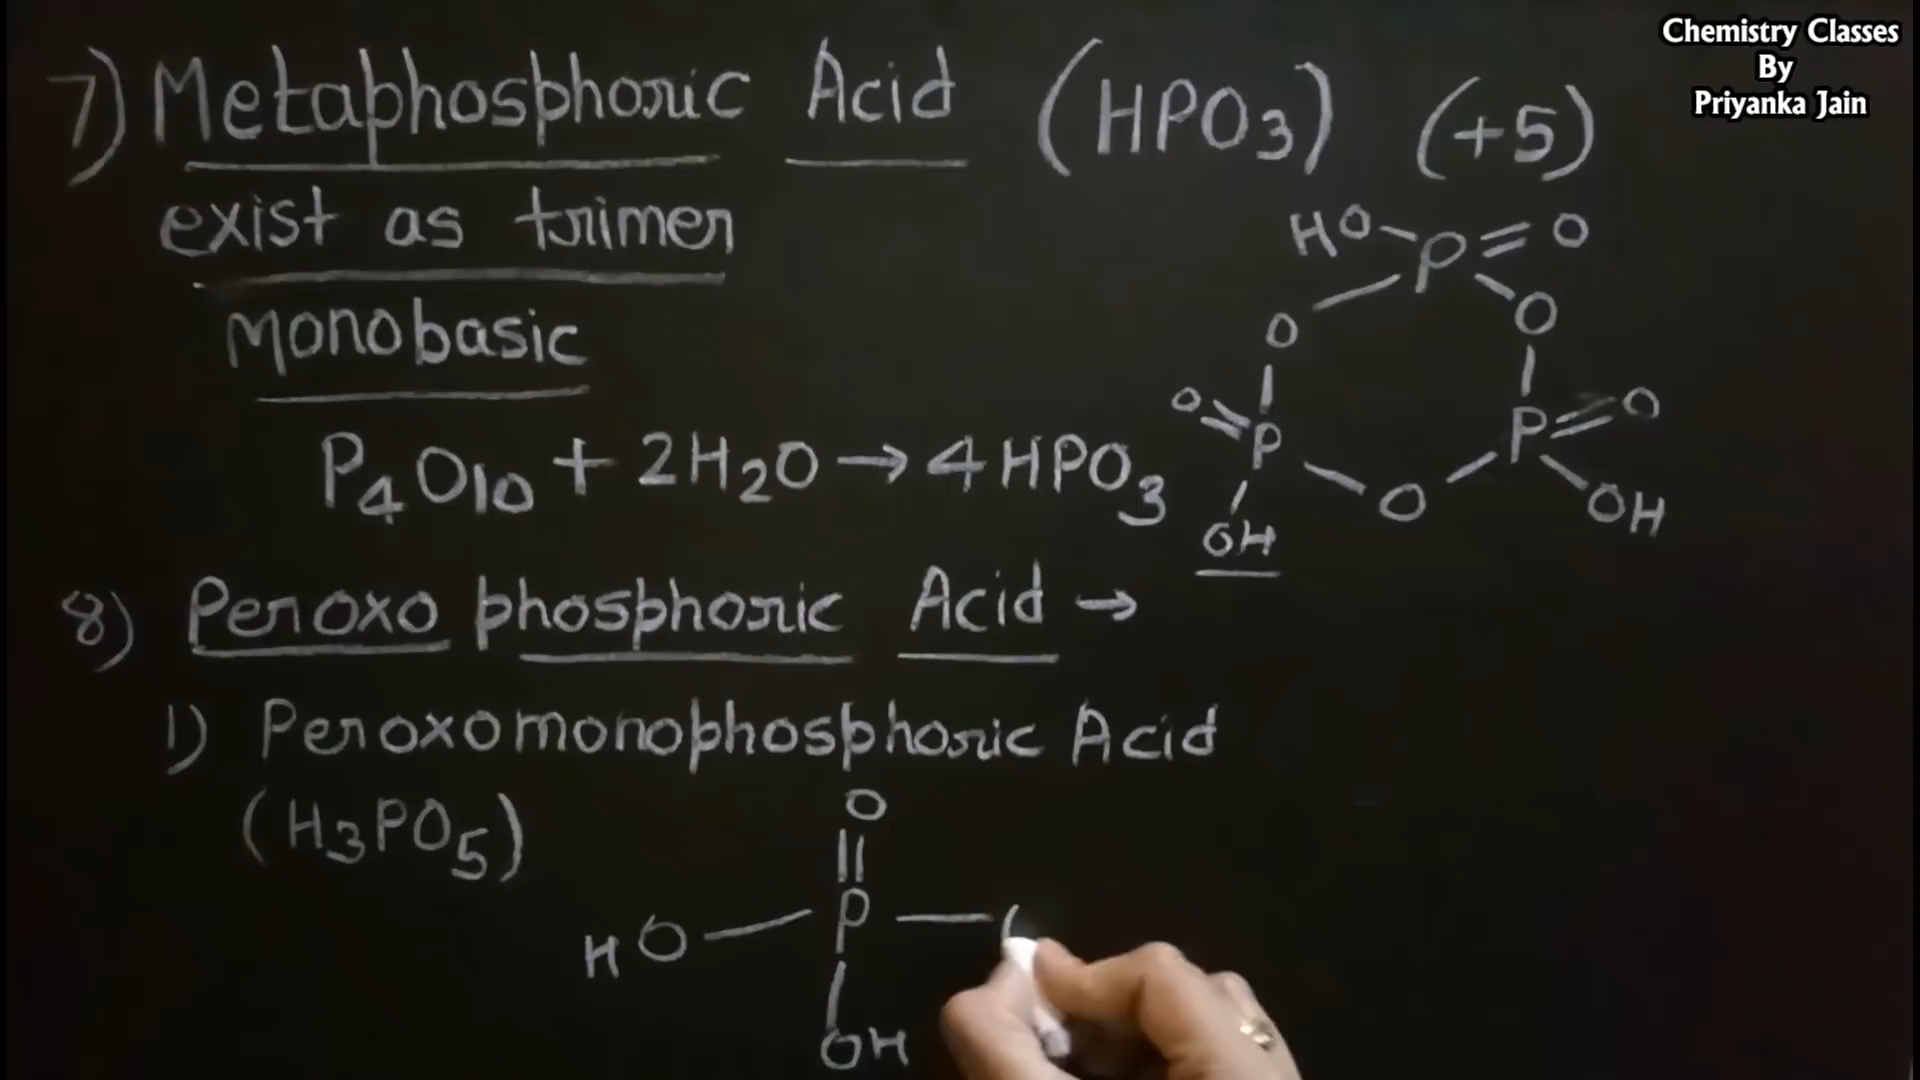 Chemistry Classes
By
Priyanka Jain
7) Metaphosphoric Acid (HPO3) (+5)
exist as trimer
monobasic
HO P = O
O O
O = P P = O
O
OH OH
P4O10 + 2H2O → 4HPO3
8) Peroxo phosphoric Acid →
1) Peroxomonophosphoric Acid
(H3PO5)
O
HO — P —
OH